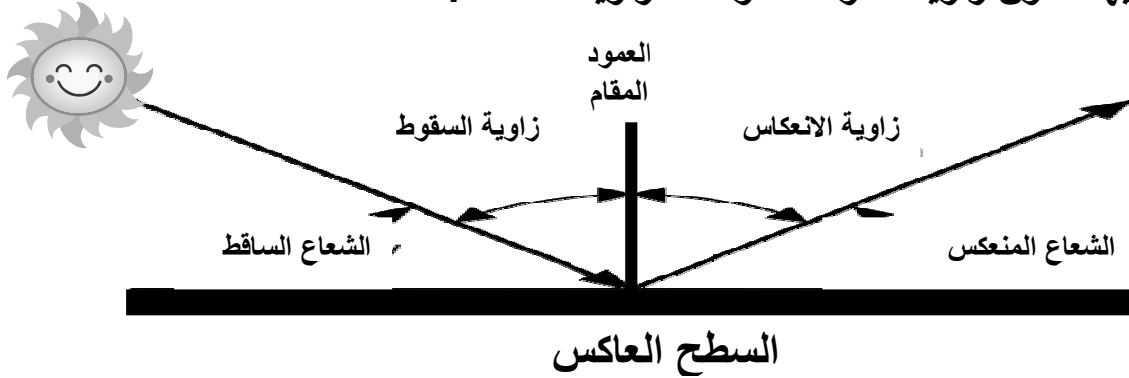 العمود
المقام
زاوية السقوط
زاوية الانعكاس
الشعاع الساقط
الشعاع المنعكس
السطح العاكس